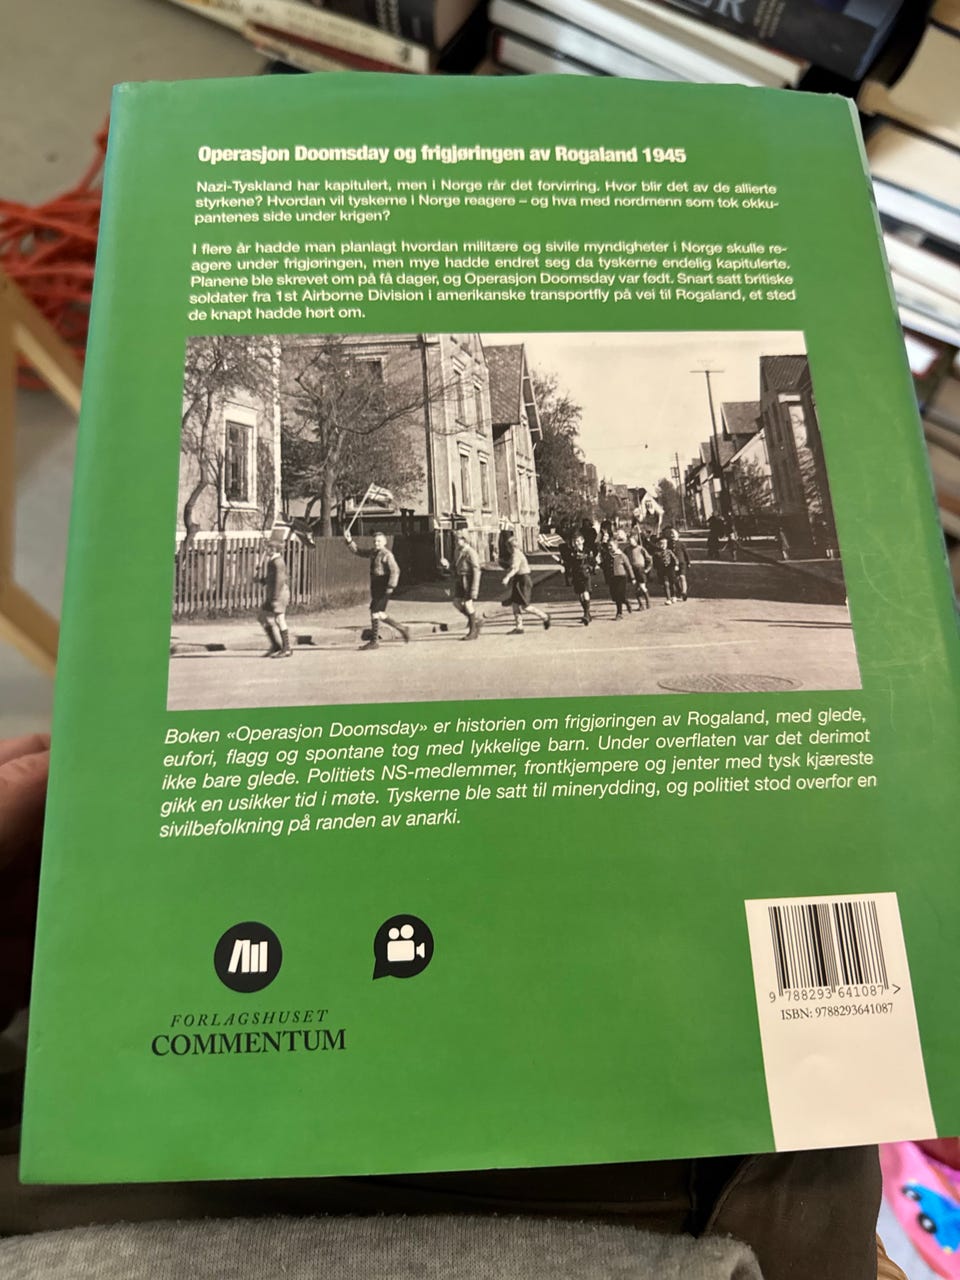 Operasjon Doomsday og frigjøringen av Rogaland 1945
Nazi-Tyskland har kapitulert, men i Norge rår det forvirring. Hvor blir det av de allierte
styrkene? Hvordan vil tyskerne i Norge reagere – og hva med nordmenn som tok okku-
pantenes side under krigen?
I flere år hadde man planlagt hvordan militære og sivile myndigheter i Norge skulle re-
agere under frigjøringen, men mye hadde endret seg da tyskerne endelig kapitulerte.
Planene ble skrevet om på få dager, og Operasjon Doomsday var født. Snart satt britiske
soldater fra 1st Airborne Division i amerikanske transportfly på vei til Rogaland, et sted
de knapt hadde hørt om.
Boken «Operasjon Doomsday» er historien om frigjøringen av Rogaland, med glede,
eufori, flagg og spontane tog med lykkelige barn. Under overflaten var det derimot
ikke bare glede. Politiets NS-medlemmer, frontkjempere og jenter med tysk kjæreste
gikk en usikker tid i møte. Tyskerne ble satt til minerydding, og politiet stod overfor en
sivilbefolkning på randen av anarki.
FORLAGSHUSET
COMMENTUM
9 788293 641087 >
ISBN: 9788293641087